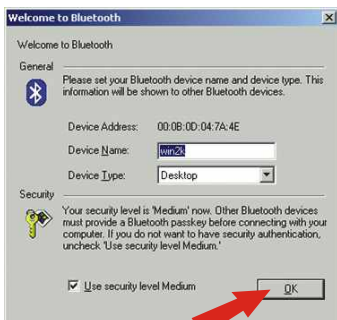 Welcome to Bluetooth
Welcome to Bluetooth
General
Please set your Bluetooth device name and device type. This
information will be shown to other Bluetooth devices.
Device Address: 00:0B:0D:04:7A:4E
Device Name: win2k
Device Type: Desktop
Security
Your security level is 'Medium' now. Other Bluetooth devices
must provide a Bluetooth passkey before connecting with your
computer. If you do not want to have security authentication,
uncheck 'Use security level Medium.'
Use security level Medium OK